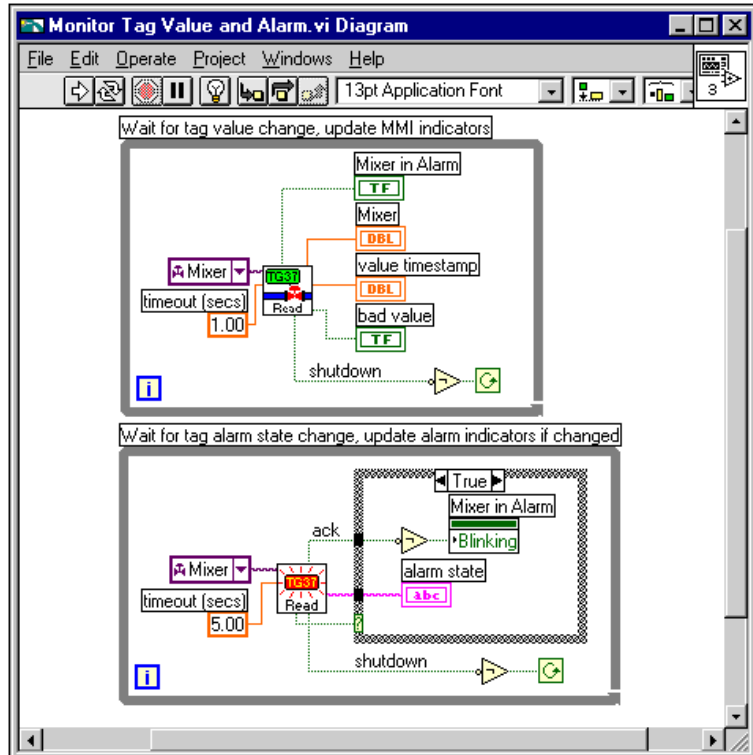 Monitor Tag Value and Alarm.vi Diagram
File Edit Operate Project Windows Help
13pt Application Font
3
Wait for tag value change, update MMI indicators
Mixer in Alarm
TF
Mixer
DBL
Mixer
value timestamp
TG37
DBL
timeout (secs)
Read
bad value
1.00
TF
shutdown
i
Wait for tag alarm state change, update alarm indicators if changed
True
Mixer in Alarm
ack
Blinking
Mixer
alarm state
TG37
abc
timeout (secs)
Read
5.00
?
shutdown
i